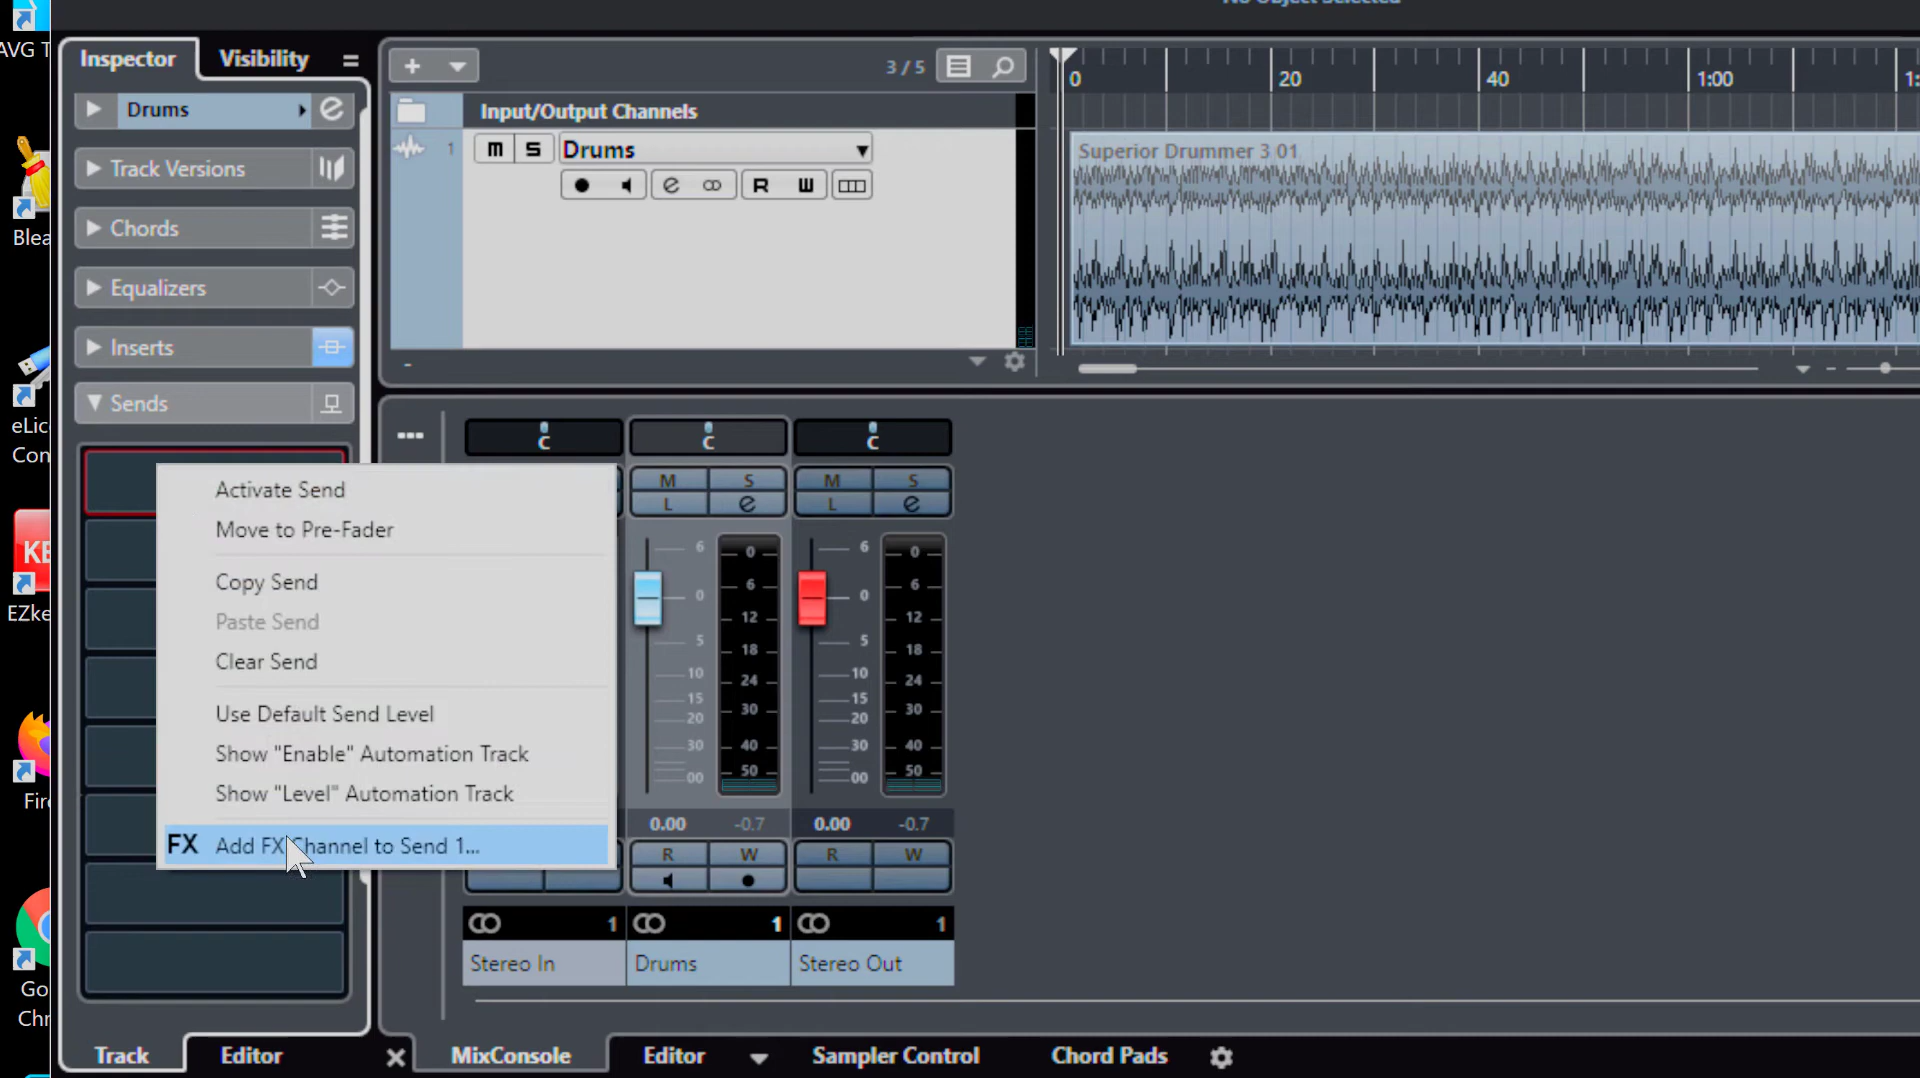 No Object Selected
AVG T
Inspector
Visibility
3 / 5
0
20
40
1:00
1:
Drums
Input/Output Channels
1
m
S
Drums
R
W
Superior Drummer 3 01
Track Versions
Chords
Equalizers
Inserts
Sends
Blea
eLic
Con
KE
EZke
Fire
Go
Chr
Activate Send
Move to Pre-Fader
Copy Send
Paste Send
Clear Send
Use Default Send Level
Show "Enable" Automation Track
Show "Level" Automation Track
FX Add FX Channel to Send 1...
C
C
C
M S
L e
M S
L e
6
0
5
10
15
20
30
00
0
6
12
18
24
30
40
50
6
0
5
10
15
20
30
00
0
6
12
18
24
30
40
50
0.00 -0.7
0.00 -0.7
R W
R W
1
1
1
Stereo In
Drums
Stereo Out
Track
Editor
MixConsole
Editor
Sampler Control
Chord Pads